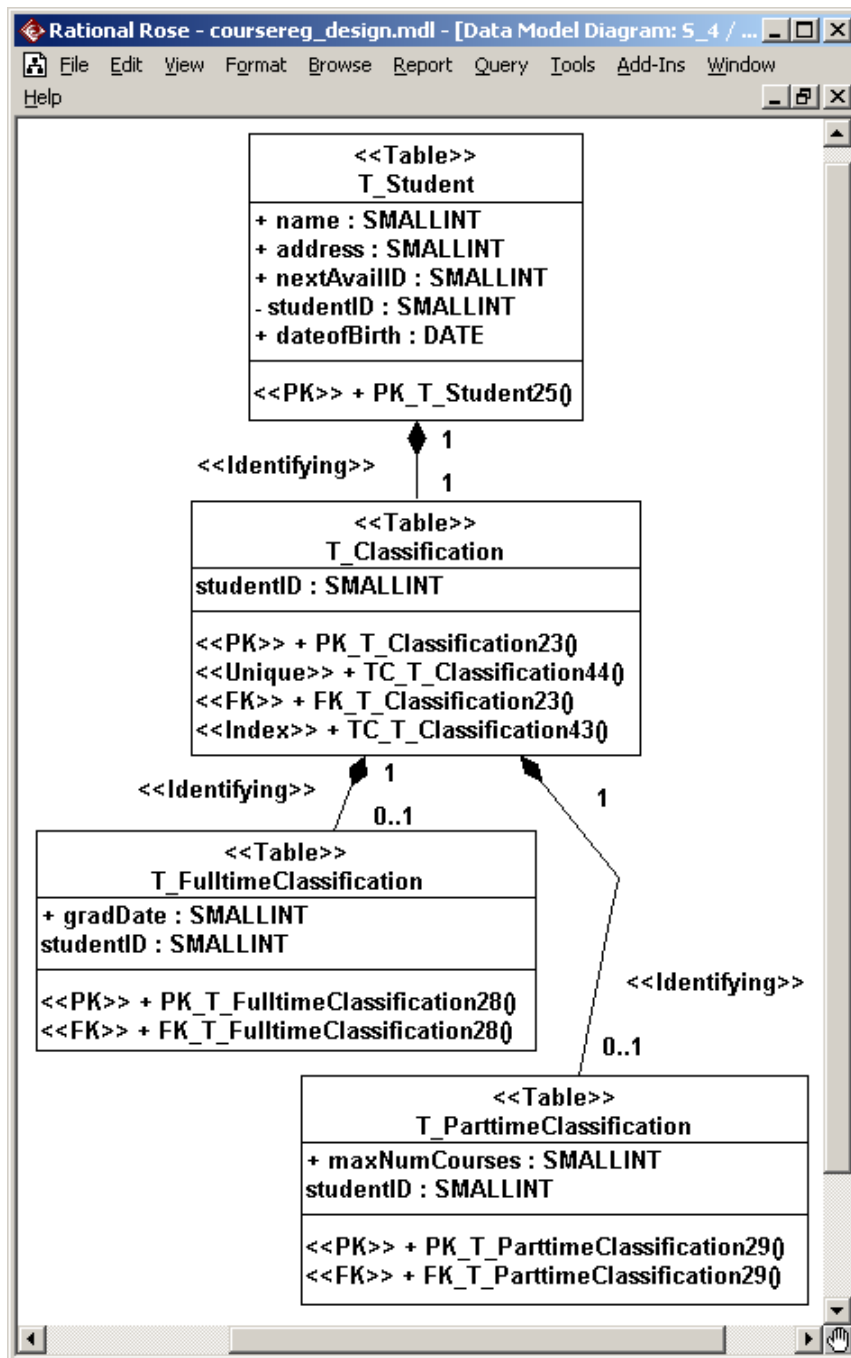 Rational Rose - coursereg_design.mdl - [Data Model Diagram: S_4 / ...
File Edit View Format Browse Report Query Tools Add-Ins Window
Help
<<Table>>
T_Student
+ name : SMALLINT
+ address : SMALLINT
+ nextAvailID : SMALLINT
- studentID : SMALLINT
+ dateofBirth : DATE
<<PK>> + PK_T_Student25()
1
<<Identifying>>
1
<<Table>>
T_Classification
studentID : SMALLINT
<<PK>> + PK_T_Classification23()
<<Unique>> + TC_T_Classification44()
<<FK>> + FK_T_Classification23()
<<Index>> + TC_T_Classification43()
1
<<Identifying>>
1
0..1
<<Table>>
T_FulltimeClassification
+ gradDate : SMALLINT
studentID : SMALLINT
<<PK>> + PK_T_FulltimeClassification28()
<<FK>> + FK_T_FulltimeClassification28()
<<Identifying>>
0..1
<<Table>>
T_ParttimeClassification
+ maxNumCourses : SMALLINT
studentID : SMALLINT
<<PK>> + PK_T_ParttimeClassification29()
<<FK>> + FK_T_ParttimeClassification29()